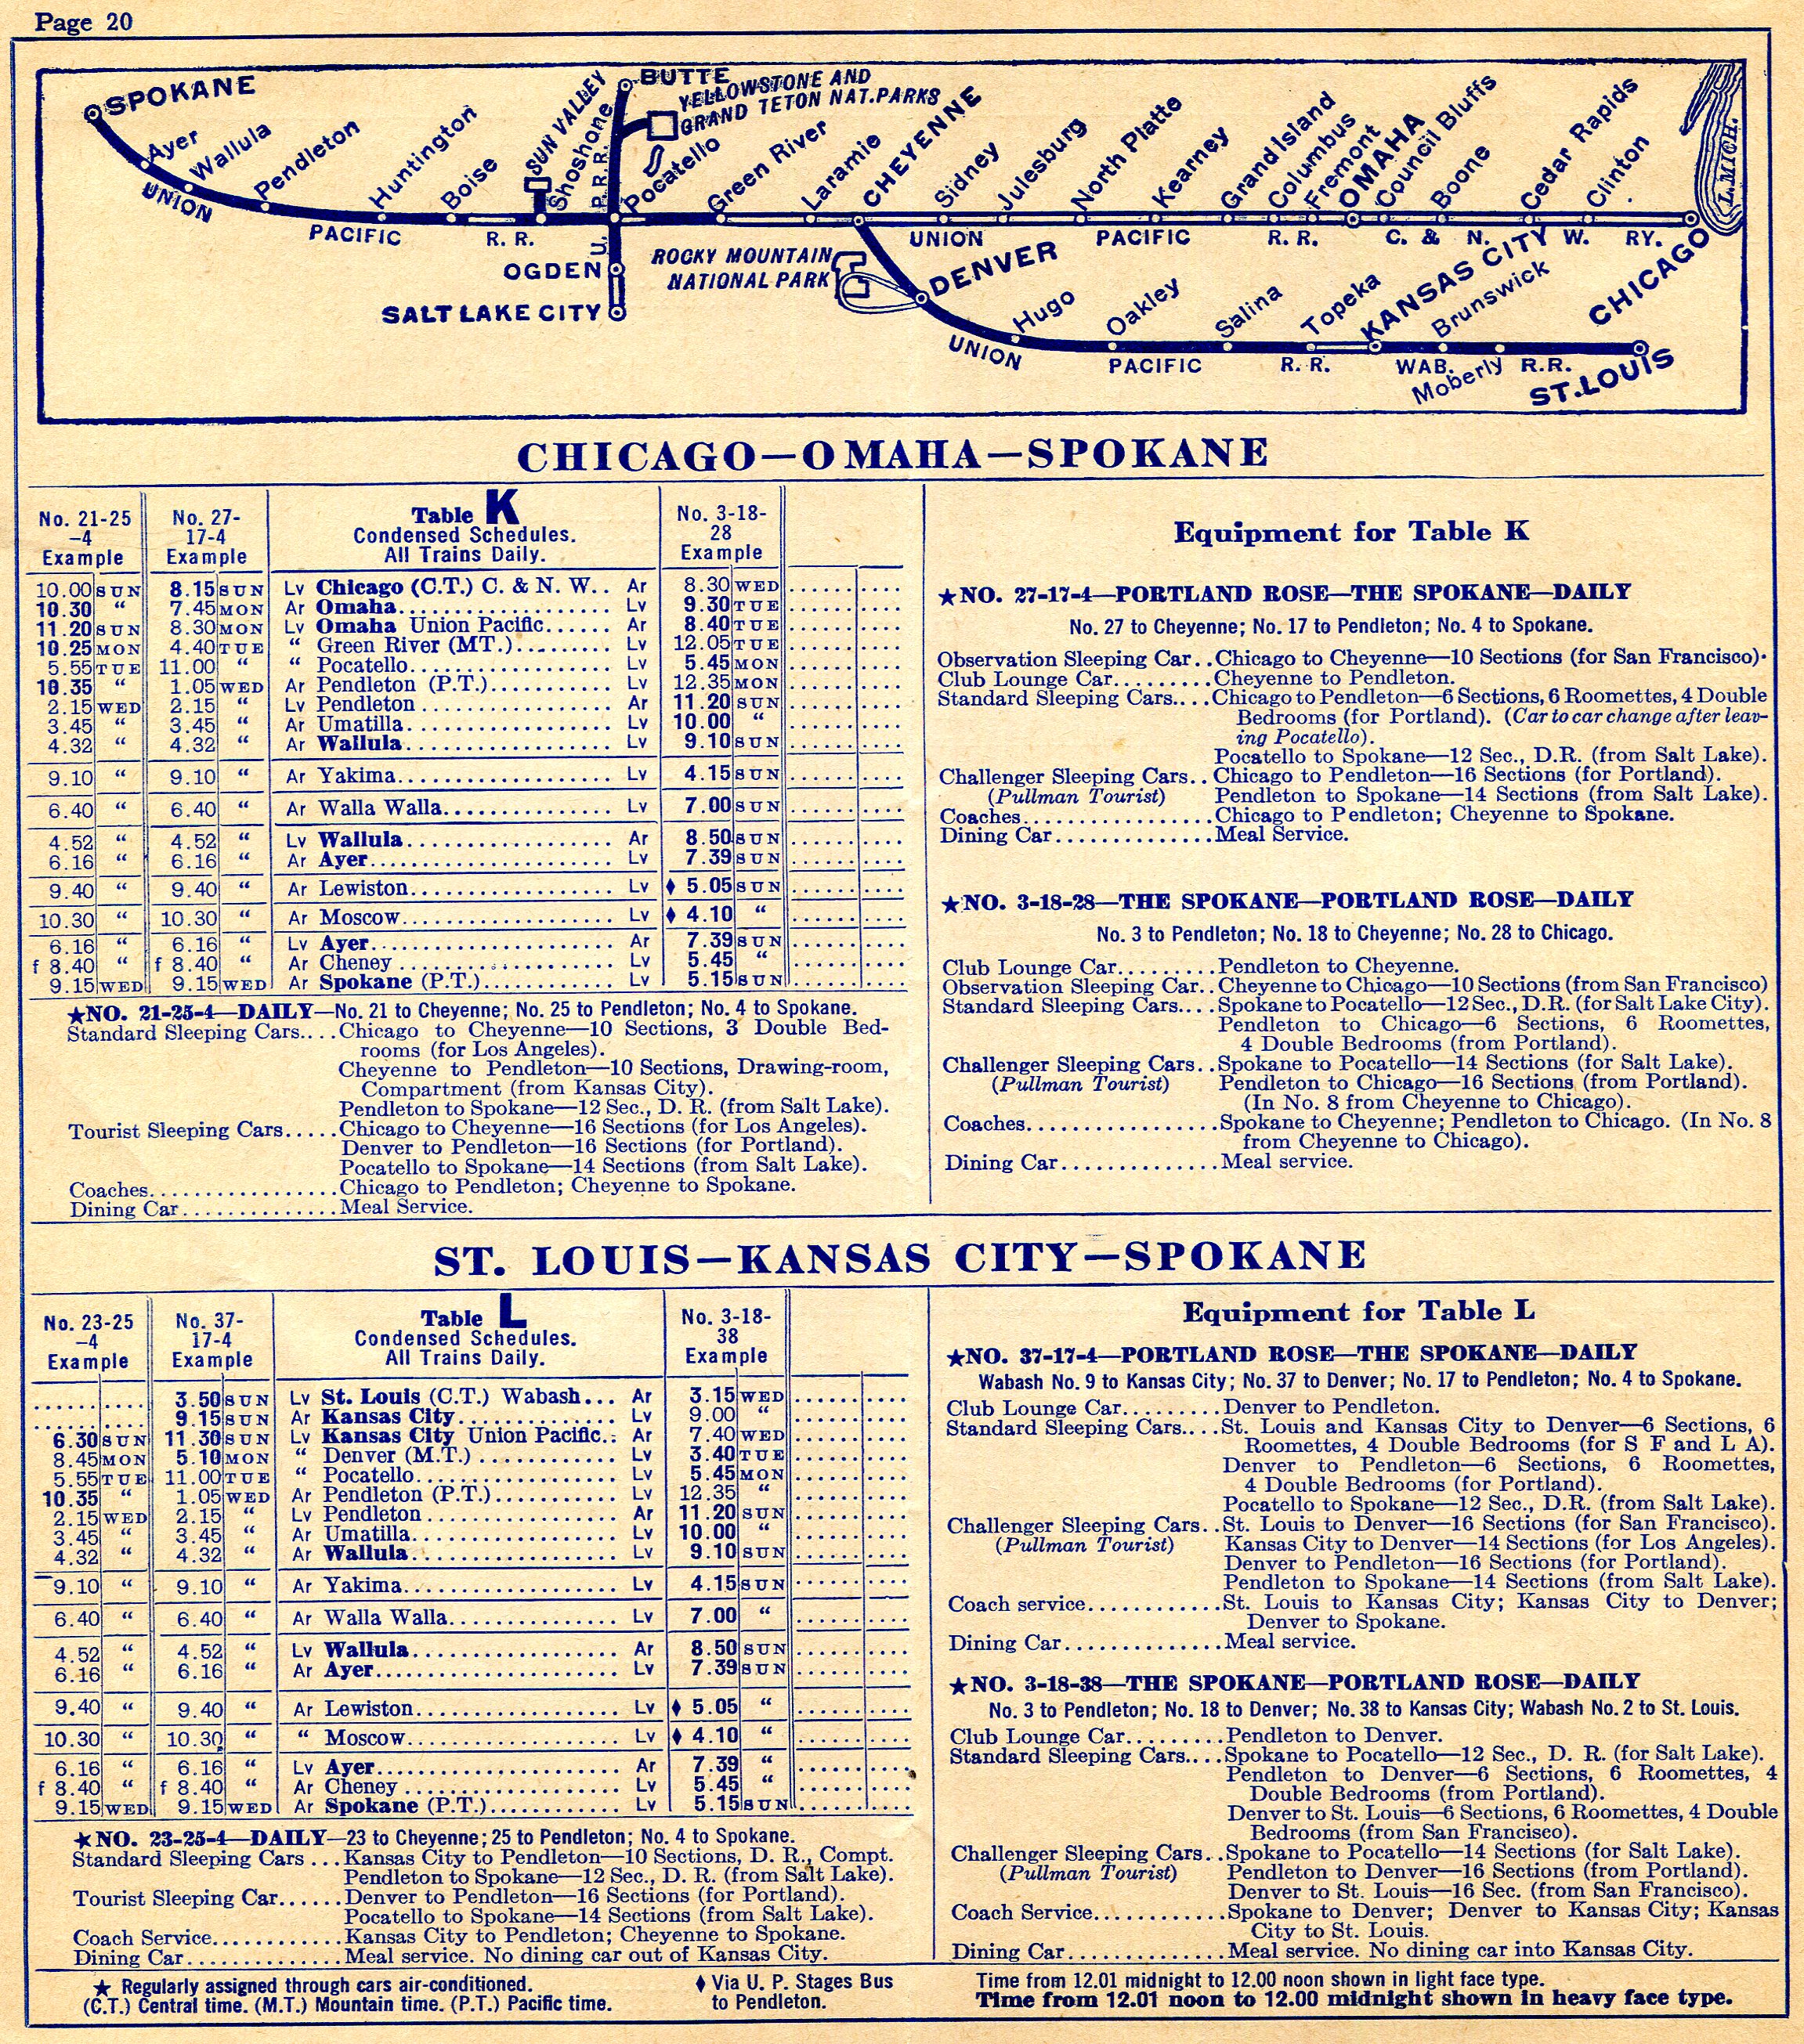 Page 20
SPOKANE
Ayer
Wallula
Pendleton
Huntington
Boise
SUN VALLEY
Shoshone
BUTTE
YELLOWSTONE AND
GRAND TETON NAT.PARKS
Pocatello
Green River
Laramie
CHEYENNE
Sidney
Julesburg
North Platte
Kearney
Grand Island
Columbus
Fremont
OMAHA
Council Bluffs
Boone
Cedar Rapids
Clinton
L.MICH.
UNION
PACIFIC
R. R.
U. P. R. R.
UNION
PACIFIC
R. R.
C. & N. W. RY.
OGDEN
SALT LAKE CITY
ROCKY MOUNTAIN
NATIONAL PARK
DENVER
Hugo
Oakley
Salina
Topeka
KANSAS CITY
Brunswick
CHICAGO
UNION
PACIFIC
R. R.
WAB.
Moberly
R.R.
ST.LOUIS
CHICAGO—OMAHA—SPOKANE
No. 21-25
—4
Example
No. 27-
17-4
Example
Table K
Condensed Schedules.
All Trains Daily.
No. 3-18-
28
Example
10.00 SUN 8.15 SUN Lv Chicago (C.T.) C. & N. W.. Ar 8.30 WED
10.30 “ 7.45 MON Ar Omaha Lv 9.30 TUE
11.20 SUN 8.30 MON Lv Omaha Union Pacific Ar 8.40 TUE
10.25 MON 4.40 TUE “ Green River (MT.) Lv 12.05 TUE
5.55 TUE 11.00 “ “ Pocatello Lv 5.45 MON
10.35 “ 1.05 WED Ar Pendleton (P.T.) Lv 12.35 MON
2.15 WED 2.15 “ Lv Pendleton Ar 11.20 SUN
3.45 “ 3.45 “ Ar Umatilla Lv 10.00 “
4.32 “ 4.32 “ Ar Wallula Lv 9.10 SUN
9.10 “ 9.10 “ Ar Yakima Lv 4.15 SUN
6.40 “ 6.40 “ Ar Walla Walla Lv 7.00 SUN
4.52 “ 4.52 “ Lv Wallula Ar 8.50 SUN
6.16 “ 6.16 “ Ar Ayer Lv 7.39 SUN
9.40 “ 9.40 “ Ar Lewiston Lv ♦ 5.05 SUN
10.30 “ 10.30 “ Ar Moscow Lv ♦ 4.10 “
6.16 “ 6.16 “ Lv Ayer Ar 7.39 SUN
f 8.40 “ f 8.40 “ Ar Cheney Lv 5.45 “
9.15 WED 9.15 WED Ar Spokane (P.T.) Lv 5.15 SUN
★NO. 21-25-4—DAILY—No. 21 to Cheyenne; No. 25 to Pendleton; No. 4 to Spokane.
Standard Sleeping Cars....Chicago to Cheyenne—10 Sections, 3 Double Bed-
rooms (for Los Angeles).
Cheyenne to Pendleton—10 Sections, Drawing-room,
Compartment (from Kansas City).
Pendleton to Spokane—12 Sec., D. R. (from Salt Lake).
Tourist Sleeping Cars.....Chicago to Cheyenne—16 Sections (for Los Angeles).
Denver to Pendleton—16 Sections (for Portland).
Pocatello to Spokane—14 Sections (from Salt Lake).
Coaches.................Chicago to Pendleton; Cheyenne to Spokane.
Dining Car..............Meal Service.
Equipment for Table K
★NO. 27-17-4—PORTLAND ROSE—THE SPOKANE—DAILY
No. 27 to Cheyenne; No. 17 to Pendleton; No. 4 to Spokane.
Observation Sleeping Car..Chicago to Cheyenne—10 Sections (for San Francisco).
Club Lounge Car.........Cheyenne to Pendleton.
Standard Sleeping Cars....Chicago to Pendleton—6 Sections, 6 Roomettes, 4 Double
Bedrooms (for Portland). (Car to car change after leav-
ing Pocatello).
Pocatello to Spokane—12 Sec., D.R. (from Salt Lake).
Challenger Sleeping Cars..Chicago to Pendleton—16 Sections (for Portland).
(Pullman Tourist) Pendleton to Spokane—14 Sections (from Salt Lake).
Coaches.................Chicago to Pendleton; Cheyenne to Spokane.
Dining Car..............Meal Service.
★NO. 3-18-28—THE SPOKANE—PORTLAND ROSE—DAILY
No. 3 to Pendleton; No. 18 to Cheyenne; No. 28 to Chicago.
Club Lounge Car.........Pendleton to Cheyenne.
Observation Sleeping Car..Cheyenne to Chicago—10 Sections (from San Francisco)
Standard Sleeping Cars....Spokane to Pocatello—12 Sec., D.R. (for Salt Lake City).
Pendleton to Chicago—6 Sections, 6 Roomettes,
4 Double Bedrooms (from Portland).
Challenger Sleeping Cars..Spokane to Pocatello—14 Sections (for Salt Lake).
(Pullman Tourist) Pendleton to Chicago—16 Sections (from Portland).
(In No. 8 from Cheyenne to Chicago).
Coaches.................Spokane to Cheyenne; Pendleton to Chicago. (In No. 8
from Cheyenne to Chicago).
Dining Car..............Meal service.
ST. LOUIS—KANSAS CITY—SPOKANE
No. 23-25
—4
Example
No. 37-
17-4
Example
Table L
Condensed Schedules.
All Trains Daily.
No. 3-18-
38
Example
........ .... 3.50 SUN Lv St. Louis (C.T.) Wabash... Ar 3.15 WED
........ .... 9.15 SUN Ar Kansas City Lv 9.00 “
6.30 SUN 11.30 SUN Lv Kansas City Union Pacific.. Ar 7.40 WED
8.45 MON 5.10 MON “ Denver (M.T.) Lv 3.40 TUE
5.55 TUE 11.00 TUE “ Pocatello Lv 5.45 MON
10.35 “ 1.05 WED Ar Pendleton (P.T.) Lv 12.35 “
2.15 WED 2.15 “ Lv Pendleton Ar 11.20 SUN
3.45 “ 3.45 “ Ar Umatilla Lv 10.00 “
4.32 “ 4.32 “ Ar Wallula Lv 9.10 SUN
9.10 “ 9.10 “ Ar Yakima Lv 4.15 SUN
6.40 “ 6.40 “ Ar Walla Walla Lv 7.00 “
4.52 “ 4.52 “ Lv Wallula Ar 8.50 SUN
6.16 “ 6.16 “ Ar Ayer Lv 7.39 SUN
9.40 “ 9.40 “ Ar Lewiston Lv ♦ 5.05 “
10.30 “ 10.30 “ “ Moscow Lv ♦ 4.10 “
6.16 “ 6.16 “ Lv Ayer Ar 7.39 “
f 8.40 “ f 8.40 “ Ar Cheney Lv 5.45 “
9.15 WED 9.15 WED Ar Spokane (P.T.) Lv 5.15 SUN
★NO. 23-25-4—DAILY—23 to Cheyenne; 25 to Pendleton; No. 4 to Spokane.
Standard Sleeping Cars ...Kansas City to Pendleton—10 Sections, D. R., Compt.
Pendleton to Spokane—12 Sec., D. R. (from Salt Lake).
Tourist Sleeping Car......Denver to Pendleton—16 Sections (for Portland).
Pocatello to Spokane—14 Sections (from Salt Lake).
Coach Service...........Kansas City to Pendleton; Cheyenne to Spokane.
Dining Car..............Meal service. No dining car out of Kansas City.
Equipment for Table L
★NO. 37-17-4—PORTLAND ROSE—THE SPOKANE—DAILY
Wabash No. 9 to Kansas City; No. 37 to Denver; No. 17 to Pendleton; No. 4 to Spokane.
Club Lounge Car.........Denver to Pendleton.
Standard Sleeping Cars....St. Louis and Kansas City to Denver—6 Sections, 6
Roomettes, 4 Double Bedrooms (for S F and L A).
Denver to Pendleton—6 Sections, 6 Roomettes,
4 Double Bedrooms (for Portland).
Pocatello to Spokane—12 Sec., D.R. (from Salt Lake).
Challenger Sleeping Cars..St. Louis to Denver—16 Sections (for San Francisco).
(Pullman Tourist) Kansas City to Denver—14 Sections (for Los Angeles).
Denver to Pendleton—16 Sections (for Portland).
Pendleton to Spokane—14 Sections (from Salt Lake).
Coach service............St. Louis to Kansas City; Kansas City to Denver;
Denver to Spokane.
Dining Car..............Meal service.
★NO. 3-18-38—THE SPOKANE—PORTLAND ROSE—DAILY
No. 3 to Pendleton; No. 18 to Denver; No. 38 to Kansas City; Wabash No. 2 to St. Louis.
Club Lounge Car.........Pendleton to Denver.
Standard Sleeping Cars....Spokane to Pocatello—12 Sec., D. R. (for Salt Lake).
Pendleton to Denver—6 Sections, 6 Roomettes, 4
Double Bedrooms (from Portland).
Denver to St. Louis—6 Sections, 6 Roomettes, 4 Double
Bedrooms (from San Francisco).
Challenger Sleeping Cars..Spokane to Pocatello—14 Sections (for Salt Lake).
(Pullman Tourist) Pendleton to Denver—16 Sections (from Portland).
Denver to St. Louis—16 Sec. (from San Francisco).
Coach Service............Spokane to Denver; Denver to Kansas City; Kansas
City to St. Louis.
Dining Car..............Meal service. No dining car into Kansas City.
★ Regularly assigned through cars air-conditioned.
(C.T.) Central time. (M.T.) Mountain time. (P.T.) Pacific time.
♦ Via U. P. Stages Bus
to Pendleton.
Time from 12.01 midnight to 12.00 noon shown in light face type.
Time from 12.01 noon to 12.00 midnight shown in heavy face type.